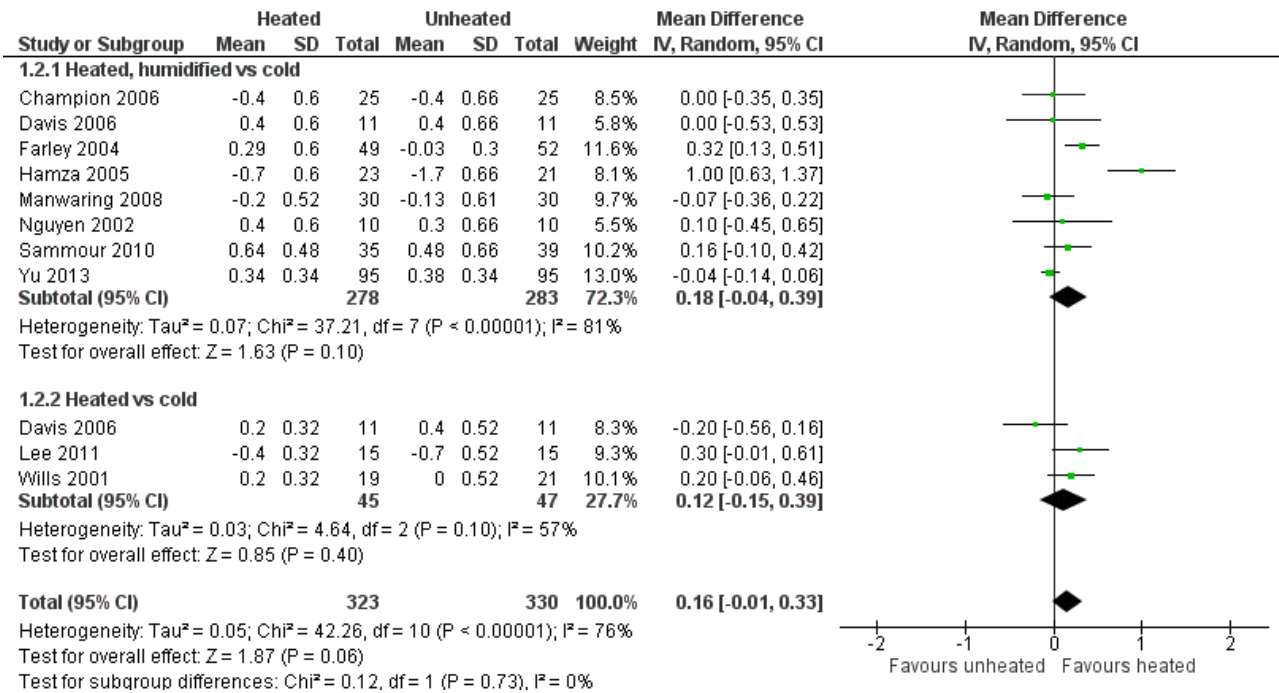 Heated Unheated Mean Difference Mean Difference
Study or Subgroup Mean SD Total Mean SD Total Weight IV, Random, 95% CI IV, Random, 95% CI
1.2.1 Heated, humidified vs cold
Champion 2006 -0.4 0.6 25 -0.4 0.66 25 8.5% 0.00 [-0.35, 0.35]
Davis 2006 0.4 0.6 11 0.4 0.66 11 5.8% 0.00 [-0.53, 0.53]
Farley 2004 0.29 0.6 49 -0.03 0.3 52 11.6% 0.32 [0.13, 0.51]
Hamza 2005 -0.7 0.6 23 -1.7 0.66 21 8.1% 1.00 [0.63, 1.37]
Manwaring 2008 -0.2 0.52 30 -0.13 0.61 30 9.7% -0.07 [-0.36, 0.22]
Nguyen 2002 0.4 0.6 10 0.3 0.66 10 5.5% 0.10 [-0.45, 0.65]
Sammour 2010 0.64 0.48 35 0.48 0.66 39 10.2% 0.16 [-0.10, 0.42]
Yu 2013 0.34 0.34 95 0.38 0.34 95 13.0% -0.04 [-0.14, 0.06]
Subtotal (95% CI) 278 283 72.3% 0.18 [-0.04, 0.39]
Heterogeneity: Tau² = 0.07; Chi² = 37.21, df = 7 (P < 0.00001); I² = 81%
Test for overall effect: Z = 1.63 (P = 0.10)
1.2.2 Heated vs cold
Davis 2006 0.2 0.32 11 0.4 0.52 11 8.3% -0.20 [-0.56, 0.16]
Lee 2011 -0.4 0.32 15 -0.7 0.52 15 9.3% 0.30 [-0.01, 0.61]
Wills 2001 0.2 0.32 19 0 0.52 21 10.1% 0.20 [-0.06, 0.46]
Subtotal (95% CI) 45 47 27.7% 0.12 [-0.15, 0.39]
Heterogeneity: Tau² = 0.03; Chi² = 4.64, df = 2 (P = 0.10); I² = 57%
Test for overall effect: Z = 0.85 (P = 0.40)
Total (95% CI) 323 330 100.0% 0.16 [-0.01, 0.33]
Heterogeneity: Tau² = 0.05; Chi² = 42.26, df = 10 (P < 0.00001); I² = 76%
Test for overall effect: Z = 1.87 (P = 0.06)
Test for subgroup differences: Chi² = 0.12, df = 1 (P = 0.73), I² = 0%
-2 -1 0 1 2
Favours unheated Favours heated